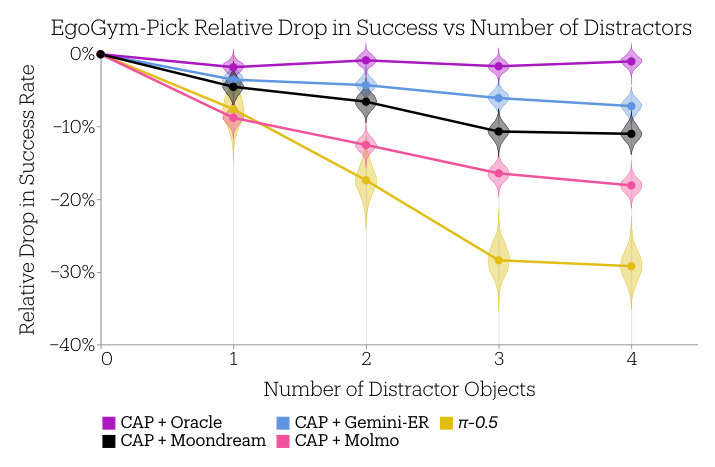 EgoGym-Pick Relative Drop in Success vs Number of Distractors
Relative Drop in Success Rate
0%
−10%
−20%
−30%
−40%
0 1 2 3 4
Number of Distractor Objects
CAP + Oracle CAP + Gemini-ER π-0.5
CAP + Moondream CAP + Molmo